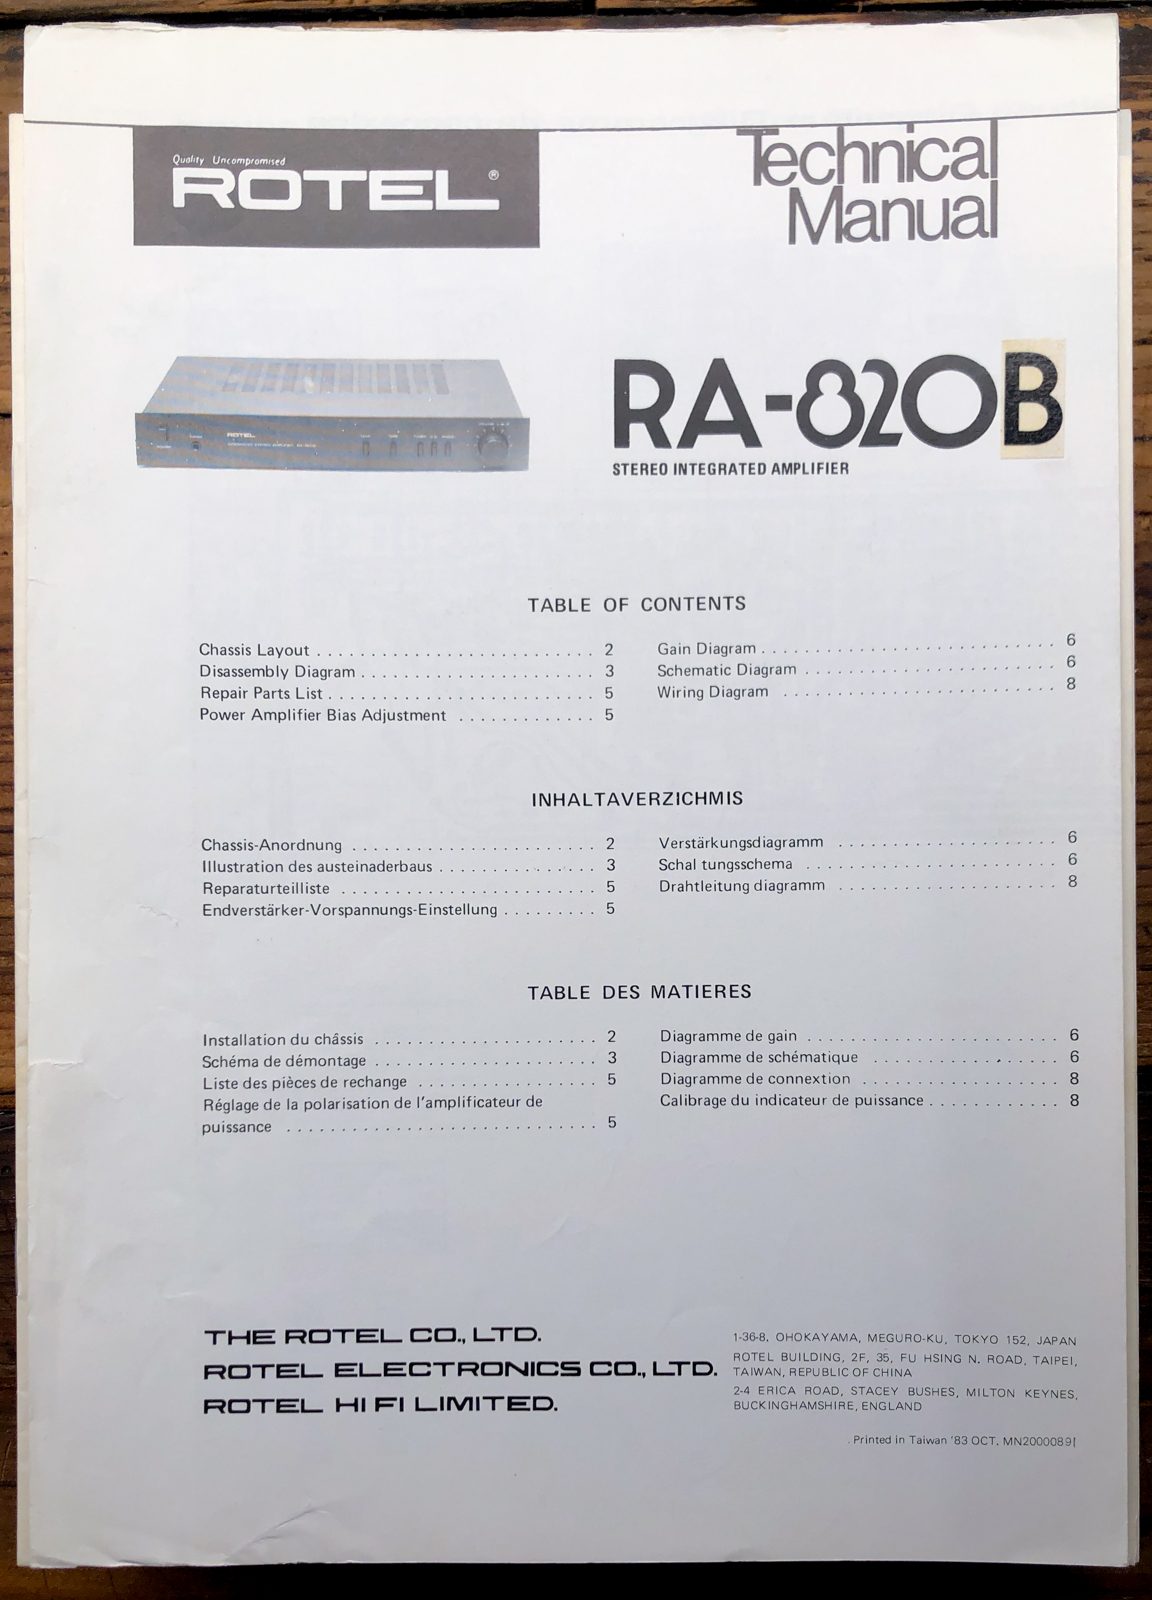 Quality Uncompromised
ROTEL®
Technical
Manual
RA-820B
STEREO INTEGRATED AMPLIFIER
ROTEL
TABLE OF CONTENTS
Chassis Layout . . . . . . . . . . . . . . . . . . . . . . . . . . 2
Disassembly Diagram . . . . . . . . . . . . . . . . . . . . . . 3
Repair Parts List . . . . . . . . . . . . . . . . . . . . . . . . . 5
Power Amplifier Bias Adjustment . . . . . . . . . . . . . 5
Gain Diagram . . . . . . . . . . . . . . . . . . . . . . . . . . . 6
Schematic Diagram . . . . . . . . . . . . . . . . . . . . . . . 6
Wiring Diagram . . . . . . . . . . . . . . . . . . . . . . . . . 8
INHALTAVERZICHMIS
Chassis-Anordnung . . . . . . . . . . . . . . . . . . . . . . . 2
Illustration des austeinaderbaus . . . . . . . . . . . . . . . 3
Reparaturteilliste . . . . . . . . . . . . . . . . . . . . . . . . 5
Endverstärker-Vorspannungs-Einstellung . . . . . . . . . 5
Verstärkungsdiagramm . . . . . . . . . . . . . . . . . . . . 6
Schal tungsschema . . . . . . . . . . . . . . . . . . . . . . . 6
Drahtleitung diagramm . . . . . . . . . . . . . . . . . . . . 8
TABLE DES MATIERES
Installation du châssis . . . . . . . . . . . . . . . . . . . . . 2
Schéma de démontage . . . . . . . . . . . . . . . . . . . . . 3
Liste des pièces de rechange . . . . . . . . . . . . . . . . . 5
Réglage de la polarisation de l'amplificateur de
puissance . . . . . . . . . . . . . . . . . . . . . . . . . . . . . 5
Diagramme de gain . . . . . . . . . . . . . . . . . . . . . . . 6
Diagramme de schématique . . . . . . . . . . . . . . . . . 6
Diagramme de connextion . . . . . . . . . . . . . . . . . . 8
Calibrage du indicateur de puissance . . . . . . . . . . . . 8
THE ROTEL CO., LTD.
ROTEL ELECTRONICS CO., LTD.
ROTEL HI FI LIMITED.
1-36-8, OHOKAYAMA, MEGURO-KU, TOKYO 152, JAPAN
ROTEL BUILDING, 2F, 35, FU HSING N. ROAD, TAIPEI,
TAIWAN, REPUBLIC OF CHINA
2-4 ERICA ROAD, STACEY BUSHES, MILTON KEYNES,
BUCKINGHAMSHIRE, ENGLAND
Printed in Taiwan '83 OCT, MN20000891